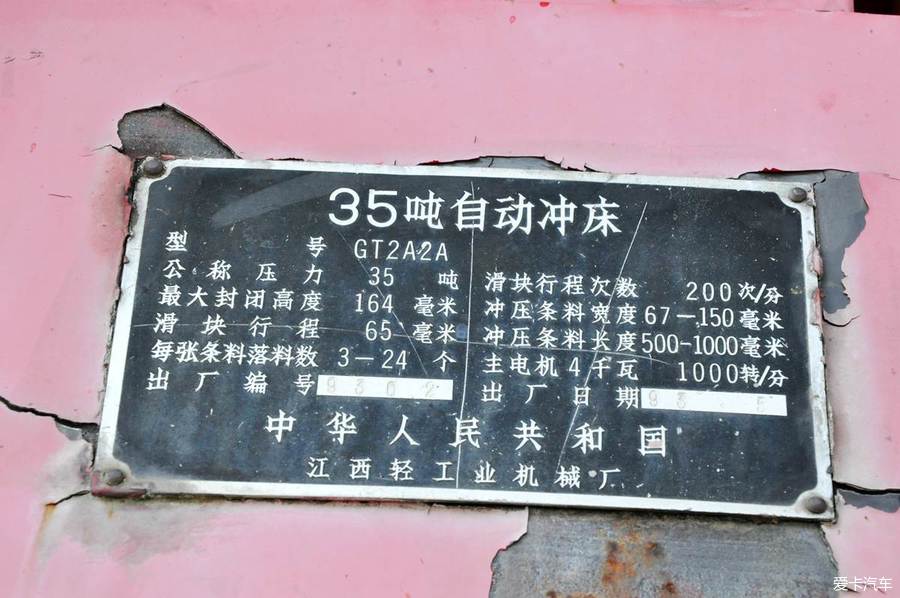 35吨自动冲床
型号 GT2A2A
公称压力 35 吨 滑块行程次数 200次/分
最大封闭高度 164 毫米 冲压条料宽度 67—150毫米
滑块行程 65 毫米 冲压条料长度 500-1000毫米
每张条料落料数 3—24 个 主电机4千瓦 1000转/分
出厂编号 9302 出厂日期 93 5
中华人民共和国
江西轻工业机械厂
爱卡汽车